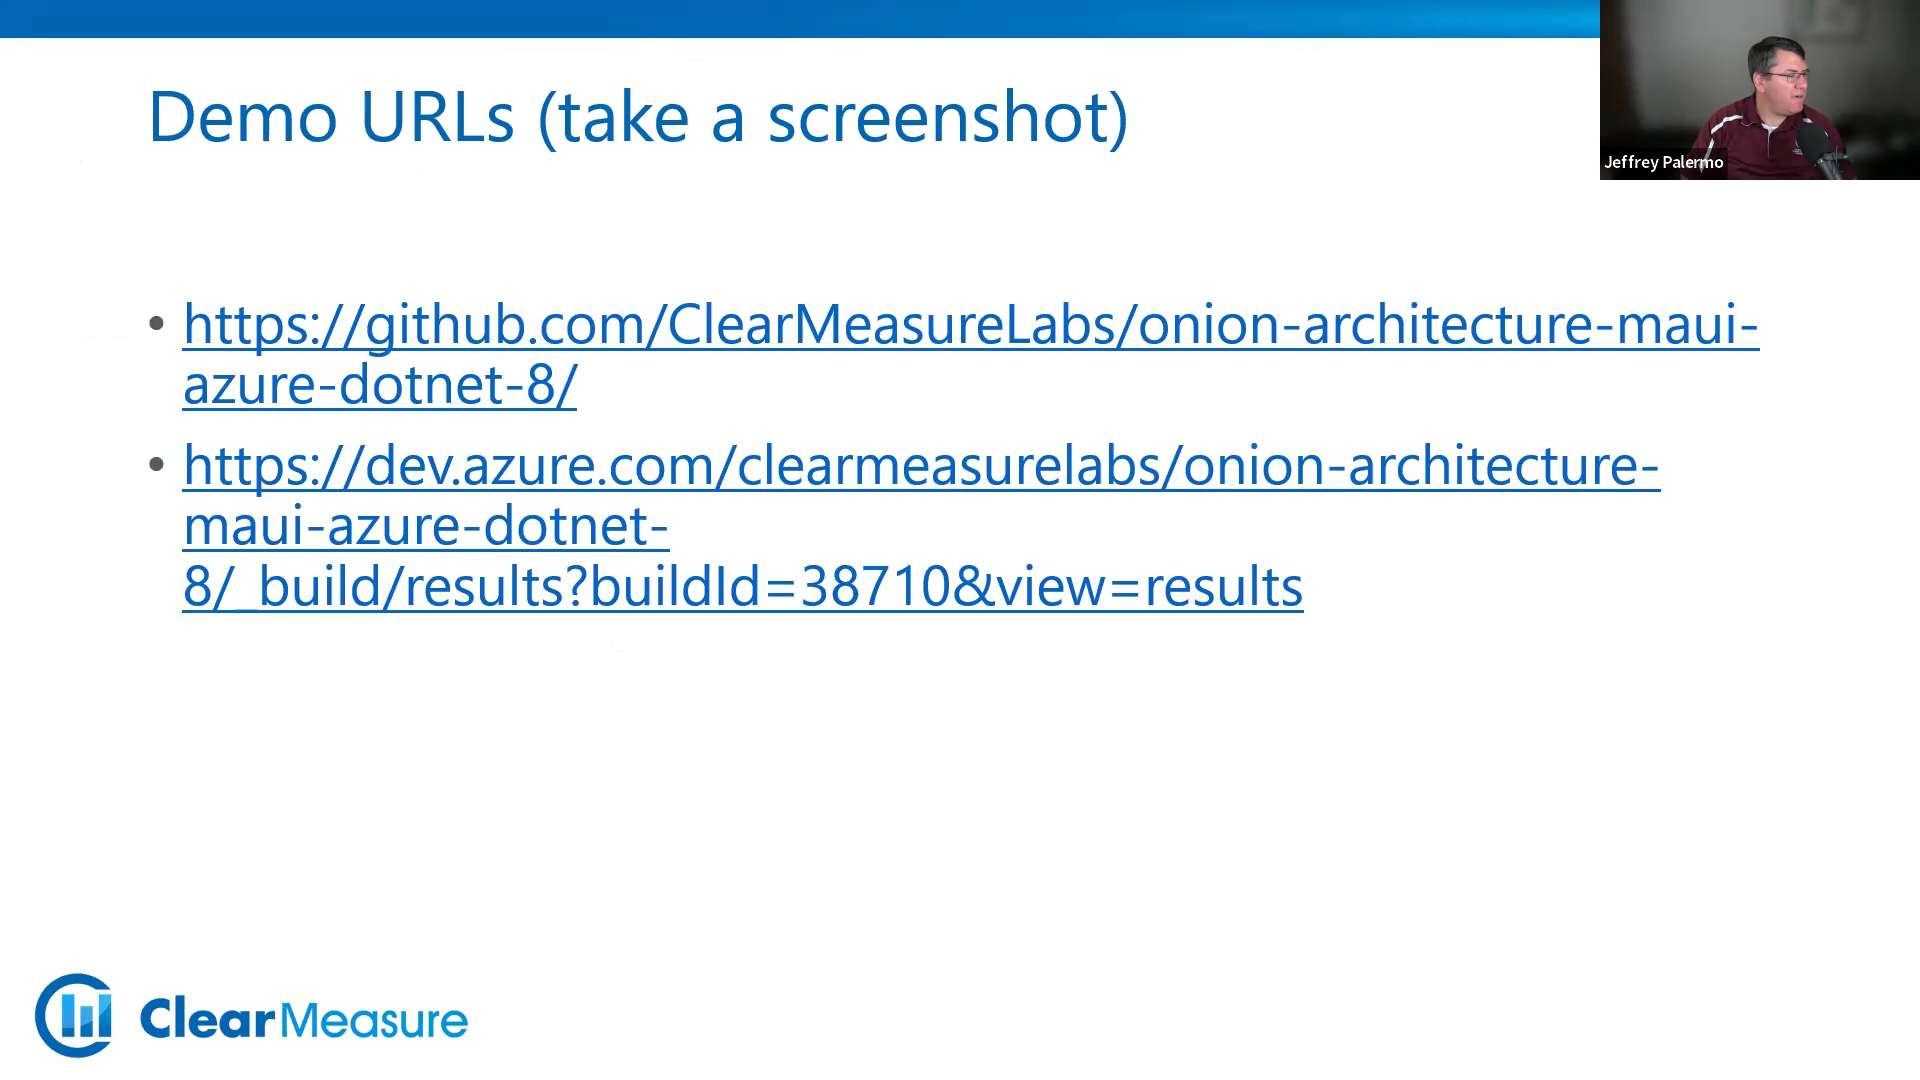 Demo URLs (take a screenshot)
Jeffrey Palermo
• https://github.com/ClearMeasureLabs/onion-architecture-maui-
azure-dotnet-8/
• https://dev.azure.com/clearmeasurelabs/onion-architecture-
maui-azure-dotnet-
8/_build/results?buildId=38710&view=results
ClearMeasure